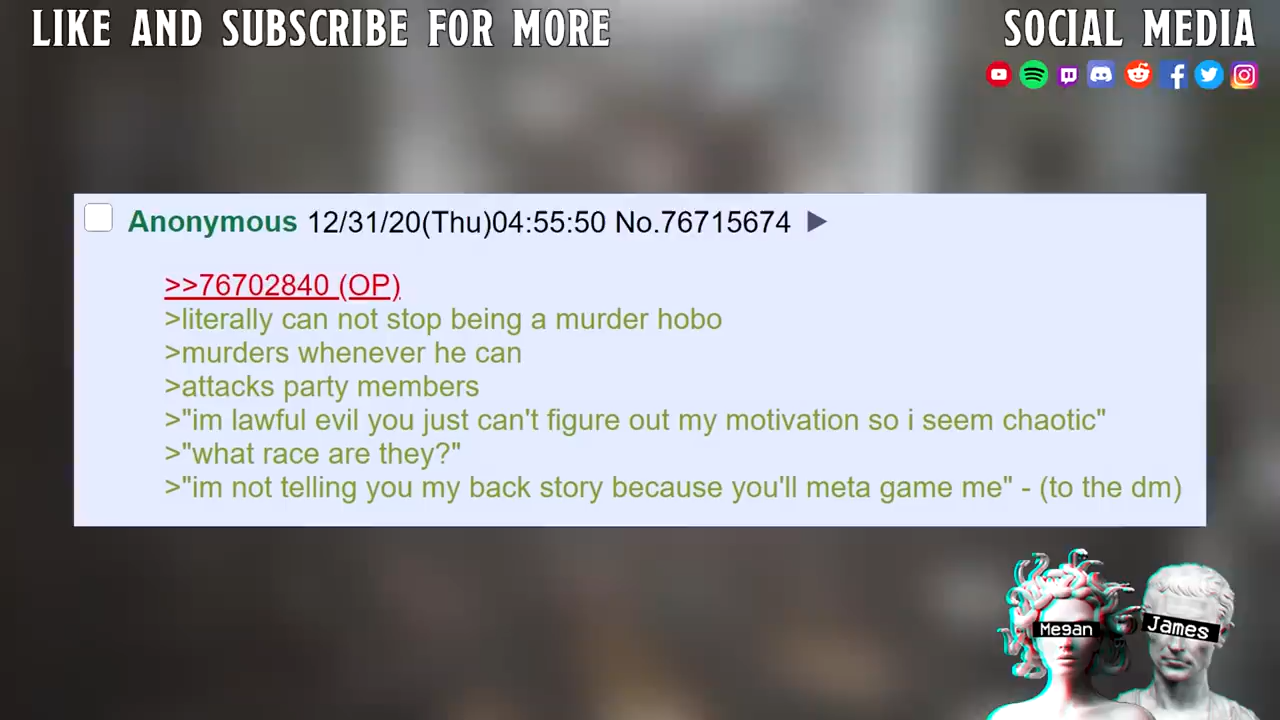 LIKE AND SUBSCRIBE FOR MORE
SOCIAL MEDIA
Anonymous 12/31/20(Thu)04:55:50 No.76715674 ▶
>>76702840 (OP)
>literally can not stop being a murder hobo
>murders whenever he can
>attacks party members
>"im lawful evil you just can't figure out my motivation so i seem chaotic"
>"what race are they?"
>"im not telling you my back story because you'll meta game me" - (to the dm)
Megan
James